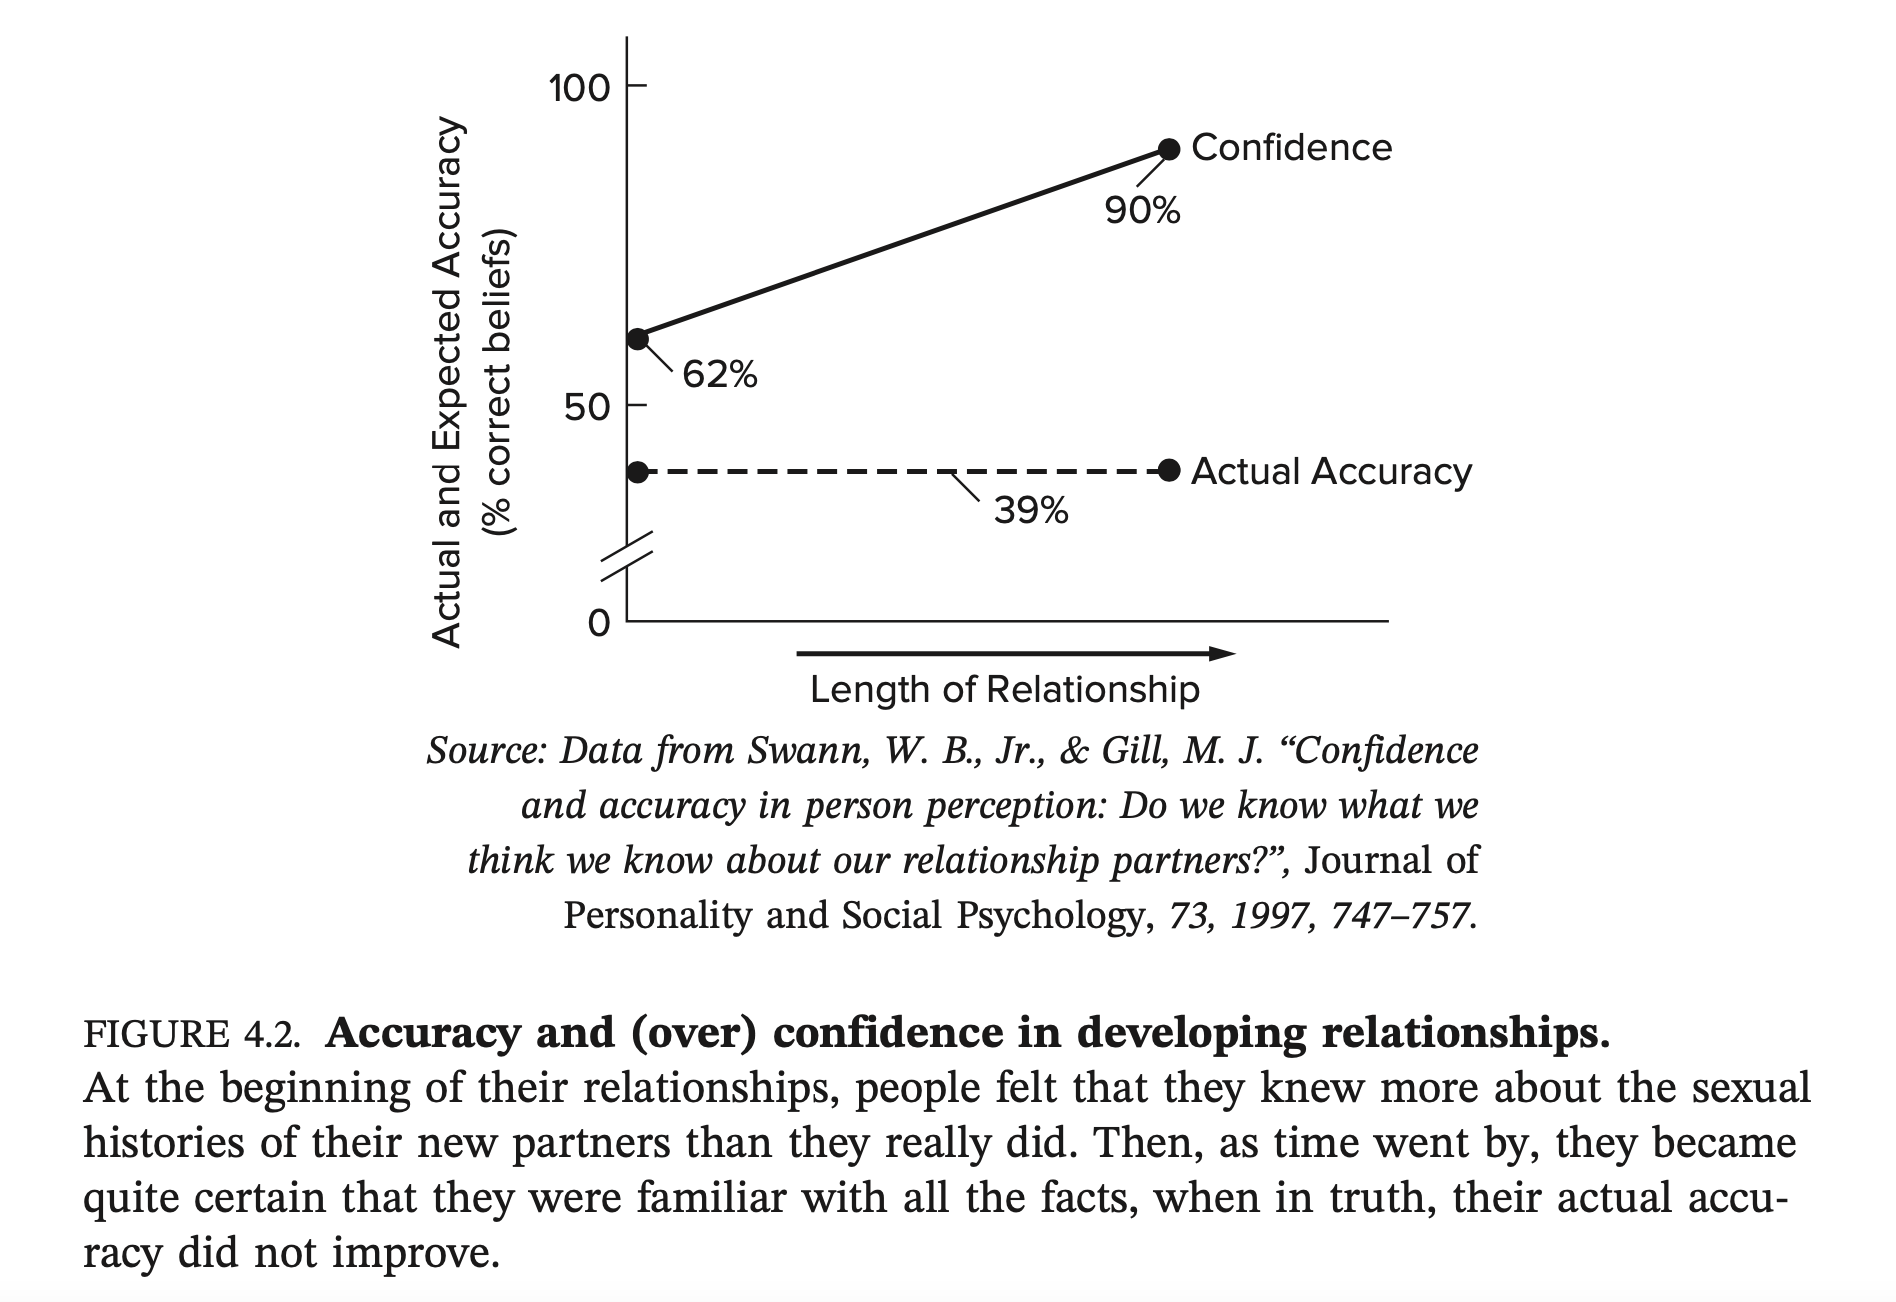 100
50
0
Actual and Expected Accuracy
(% correct beliefs)
Confidence
90%
62%
Actual Accuracy
39%
Length of Relationship
Source: Data from Swann, W. B., Jr., & Gill, M. J. “Confidence
and accuracy in person perception: Do we know what we
think we know about our relationship partners?”, Journal of
Personality and Social Psychology, 73, 1997, 747–757.
FIGURE 4.2. Accuracy and (over) confidence in developing relationships.
At the beginning of their relationships, people felt that they knew more about the sexual
histories of their new partners than they really did. Then, as time went by, they became
quite certain that they were familiar with all the facts, when in truth, their actual accu-
racy did not improve.